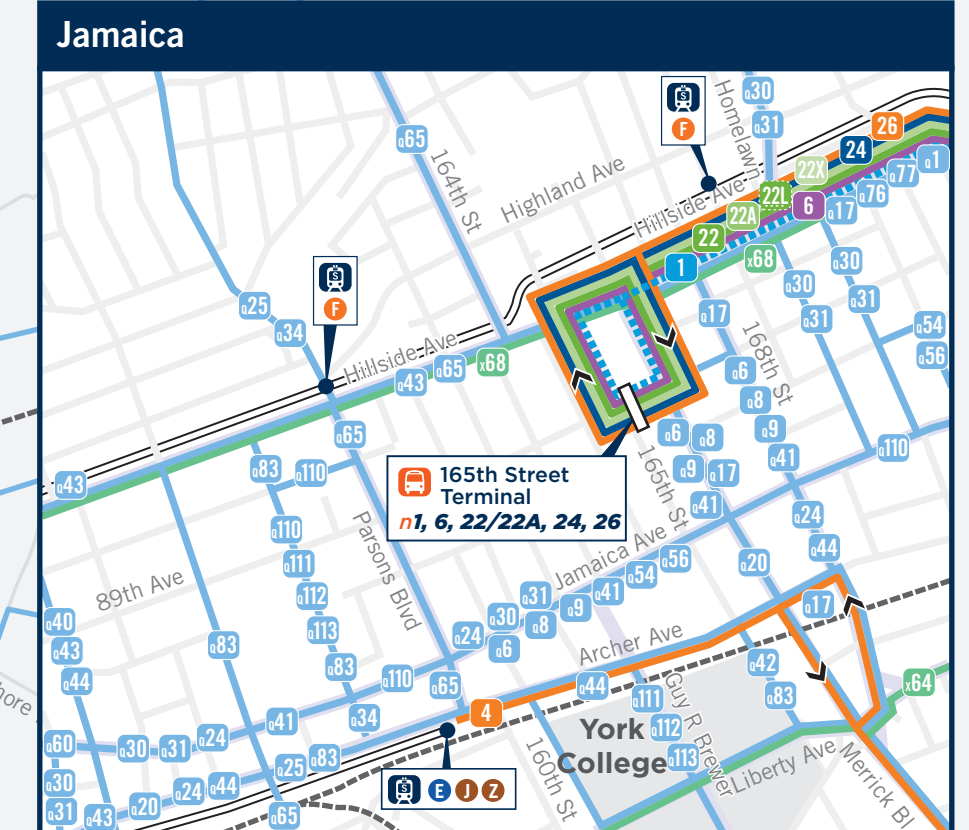 Jamaica
Q30
S
Q31
F
26
Q65
24
Homelawn
Q1
164th St
22X
Q77
Highland Ave
22L
Q76
Hillside Ave
22A
6
Q17
22
x68
Q30
1
S
Q30
F
Q31
Q25
Q17
Q31
Q34
Q54
Hillside Ave
x68
168th St
Q56
Q65
Q6
Q43
Q8
Q65
Q6
Q8
Q9
Q110
Q83
Q110
Q9
Q17
Q41
Q43
165th Street
Terminal
n1, 6, 22/22A, 24, 26
165th St
Q41
Q24
Q110
Parsons Blvd
Jamaica Ave
Q44
Q111
Q56
Q20
89th Ave
Q54
Q112
Q31
Q41
Q17
Q40
Q30
Q9
Q113
Q8
Q24
Archer Ave
Q43
Q83
Q83
Q6
Q42
Q44
Q110
Q65
Q44
Q111
Q83
x64
Q34
4
Guy R Brewer
Q41
York
College
Q112
Q60
Q30
Q31
Q24
Q113
Q25
Q83
160th St
Liberty Ave
Merrick Bl
Q30
Q24
Q44
S
E
J
Z
Q31
Q43
Q20
Q65
hore